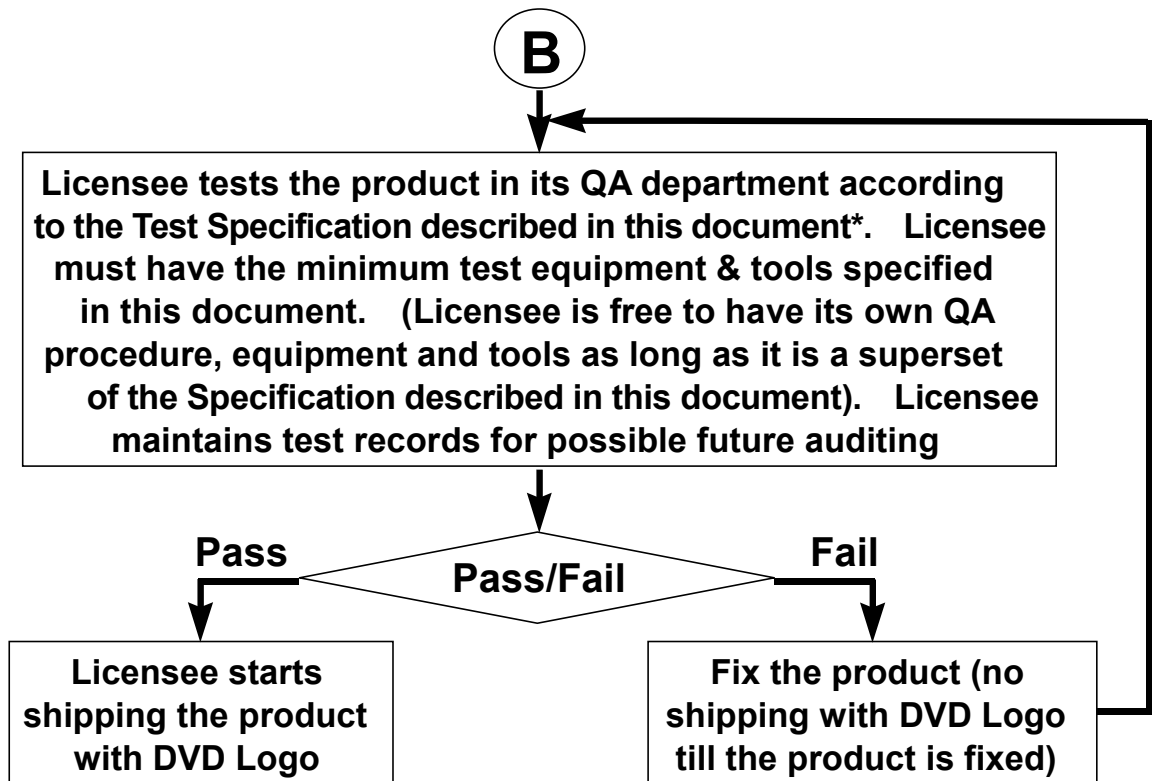 B
Licensee tests the product in its QA department according
to the Test Specification described in this document*. Licensee
must have the minimum test equipment & tools specified
in this document. (Licensee is free to have its own QA
procedure, equipment and tools as long as it is a superset
of the Specification described in this document). Licensee
maintains test records for possible future auditing
Pass
Fail
Pass/Fail
Licensee starts
shipping the product
with DVD Logo
Fix the product (no
shipping with DVD Logo
till the product is fixed)